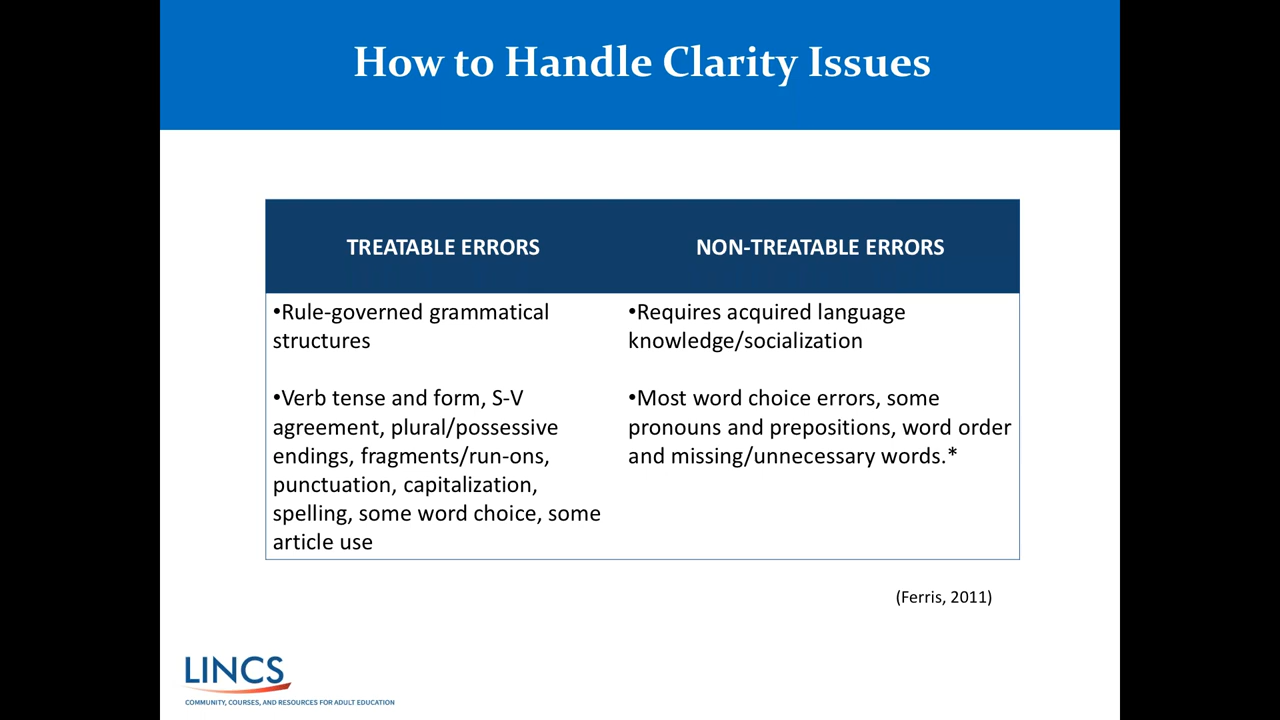 How to Handle Clarity Issues
TREATABLE ERRORS
NON-TREATABLE ERRORS
•Rule-governed grammatical
structures
•Verb tense and form, S-V
agreement, plural/possessive
endings, fragments/run-ons,
punctuation, capitalization,
spelling, some word choice, some
article use
•Requires acquired language
knowledge/socialization
•Most word choice errors, some
pronouns and prepositions, word order
and missing/unnecessary words.*
(Ferris, 2011)
LINCS
COMMUNITY, COURSES, AND RESOURCES FOR ADULT EDUCATION